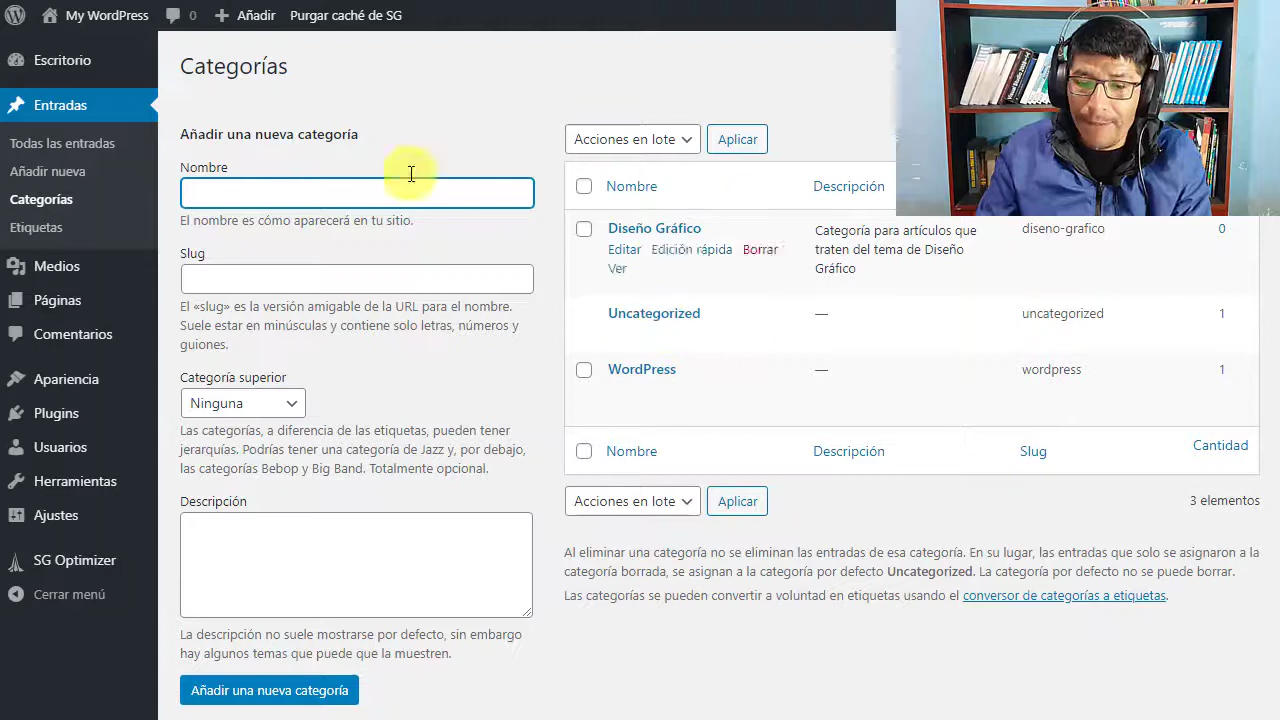 My WordPress 0 Añadir Purgar caché de SG
Escritorio
Entradas
Todas las entradas
Añadir nueva
Categorías
Etiquetas
Medios
Páginas
Comentarios
Apariencia
Plugins
Usuarios
Herramientas
Ajustes
SG Optimizer
Cerrar menú
Categorías
Añadir una nueva categoría
Nombre
El nombre es cómo aparecerá en tu sitio.
Slug
El «slug» es la versión amigable de la URL para el nombre.
Suele estar en minúsculas y contiene solo letras, números y
guiones.
Categoría superior
Ninguna
Las categorías, a diferencia de las etiquetas, pueden tener
jerarquías. Podrías tener una categoría de Jazz y, por debajo,
las categorías Bebop y Big Band. Totalmente opcional.
Descripción
La descripción no suele mostrarse por defecto, sin embargo
hay algunos temas que puede que la muestren.
Añadir una nueva categoría
Acciones en lote Aplicar
Nombre Descripción
Diseño Gráfico Categoría para artículos que diseno-grafico 0
Editar Edición rápida Borrar traten del tema de Diseño
Ver Gráfico
Uncategorized — uncategorized 1
WordPress — wordpress 1
Nombre Descripción Slug Cantidad
Acciones en lote Aplicar 3 elementos
Al eliminar una categoría no se eliminan las entradas de esa categoría. En su lugar, las entradas que solo se asignaron a la
categoría borrada, se asignan a la categoría por defecto Uncategorized. La categoría por defecto no se puede borrar.
Las categorías se pueden convertir a voluntad en etiquetas usando el conversor de categorías a etiquetas.